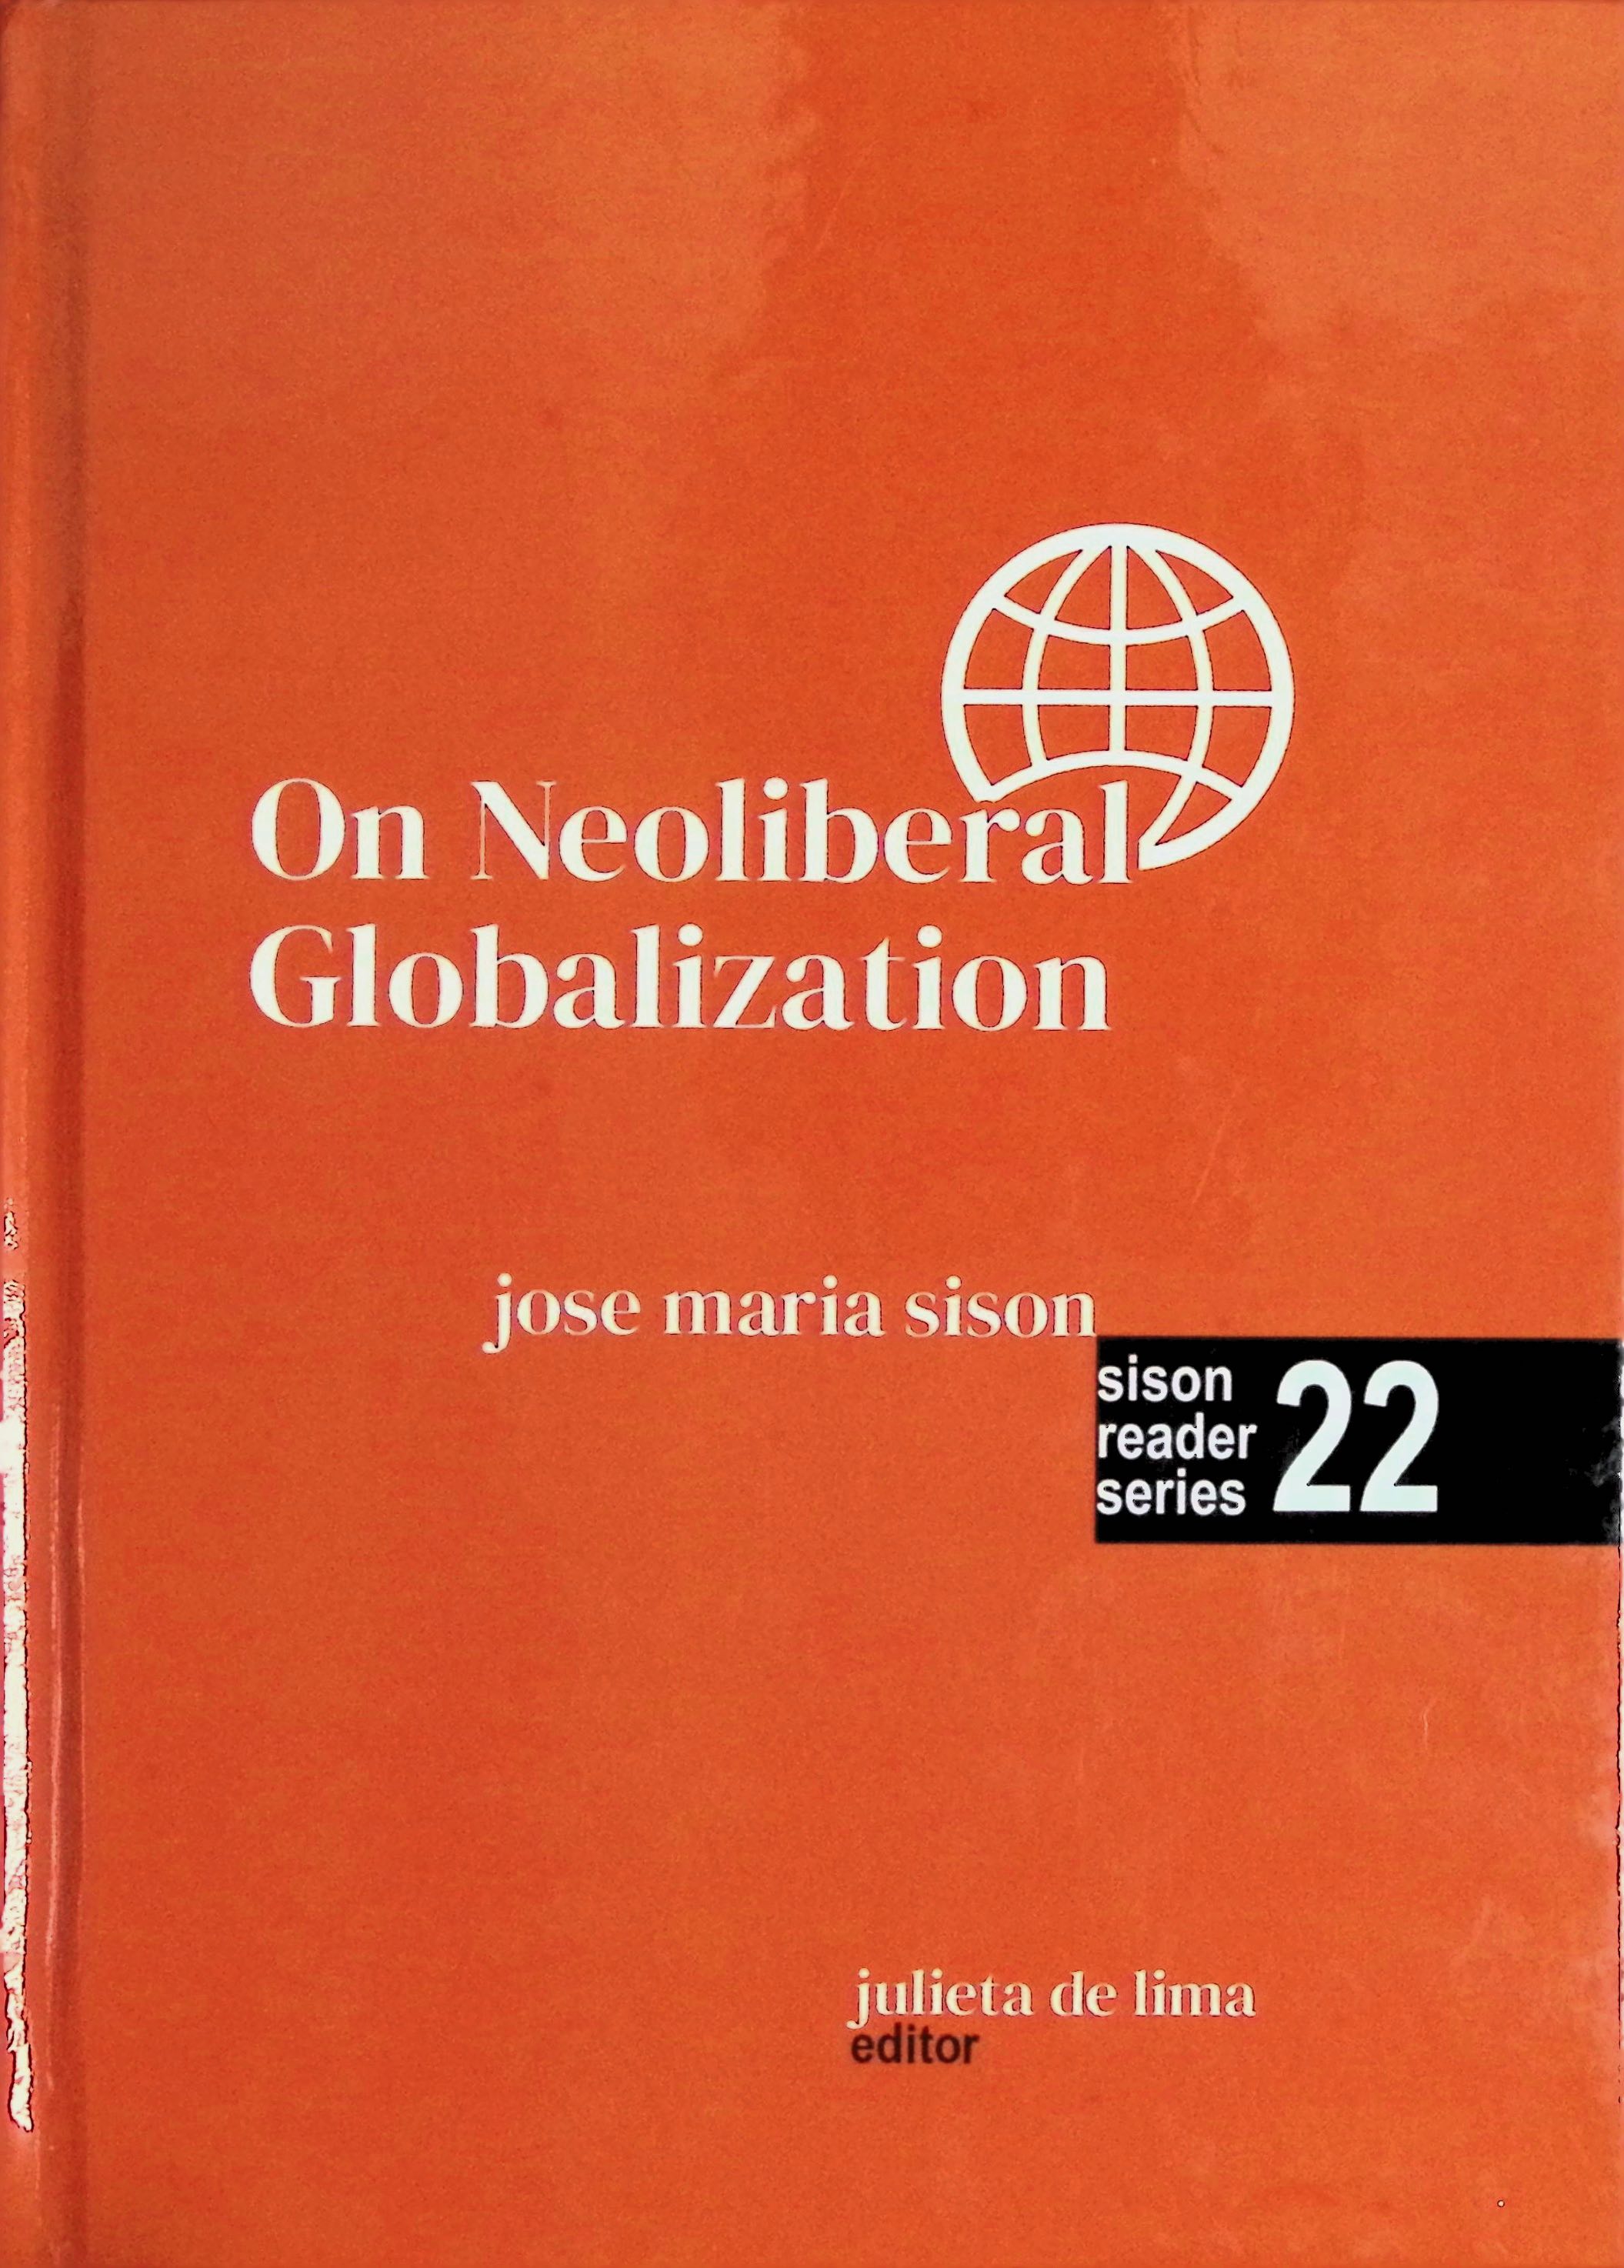 On Neoliberal
Globalization
jose maria sison
sison
reader
series
22
julieta de lima
editor